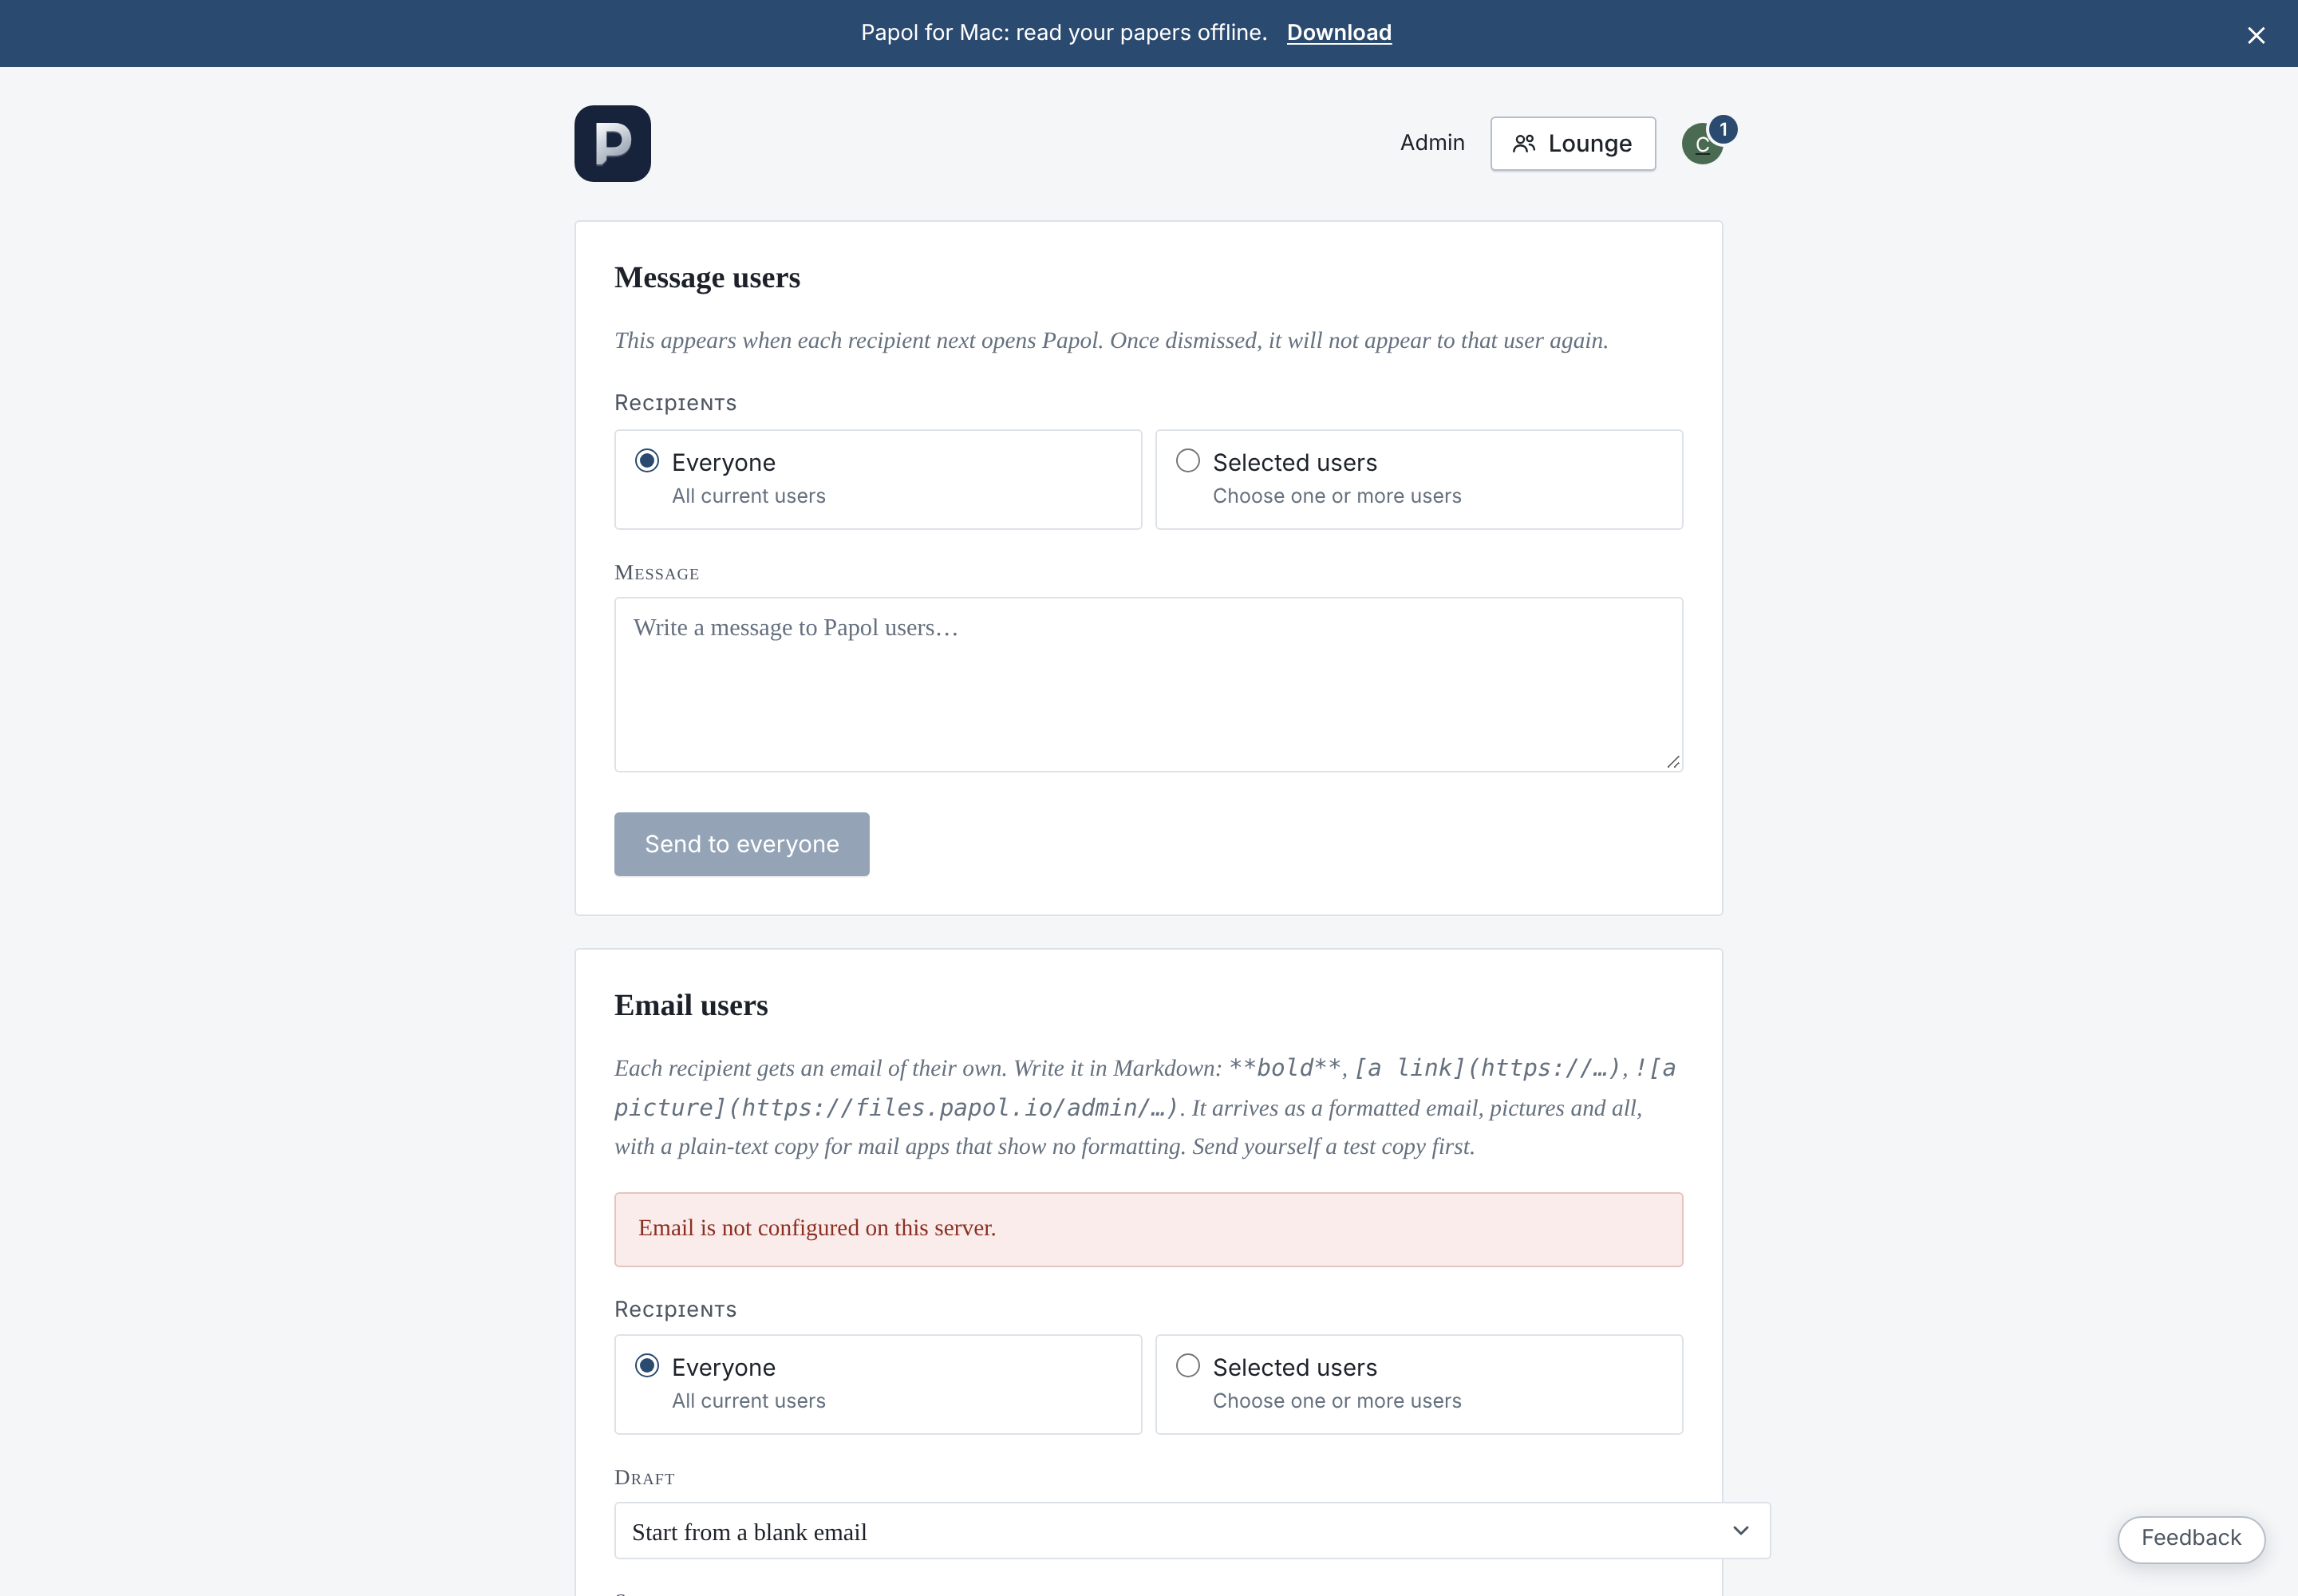 Papol for Mac: read your papers offline. Download
P
Admin
Lounge
C
1
Message users
This appears when each recipient next opens Papol. Once dismissed, it will not appear to that user again.
Recipients
Everyone
All current users
Selected users
Choose one or more users
Message
Write a message to Papol users…
Send to everyone
Email users
Each recipient gets an email of their own. Write it in Markdown: **bold**, [a link](https://…), ![a
picture](https://files.papol.io/admin/…). It arrives as a formatted email, pictures and all,
with a plain-text copy for mail apps that show no formatting. Send yourself a test copy first.
Email is not configured on this server.
Recipients
Everyone
All current users
Selected users
Choose one or more users
Draft
Start from a blank email
Feedback